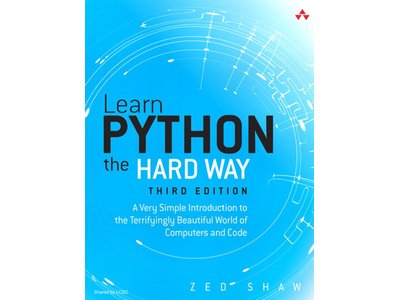 Learn
PYTHON
the HARD WAY
THIRD EDITION
A Very Simple Introduction to
the Terrifyingly Beautiful World of
Computers and Code
ZED SHAW